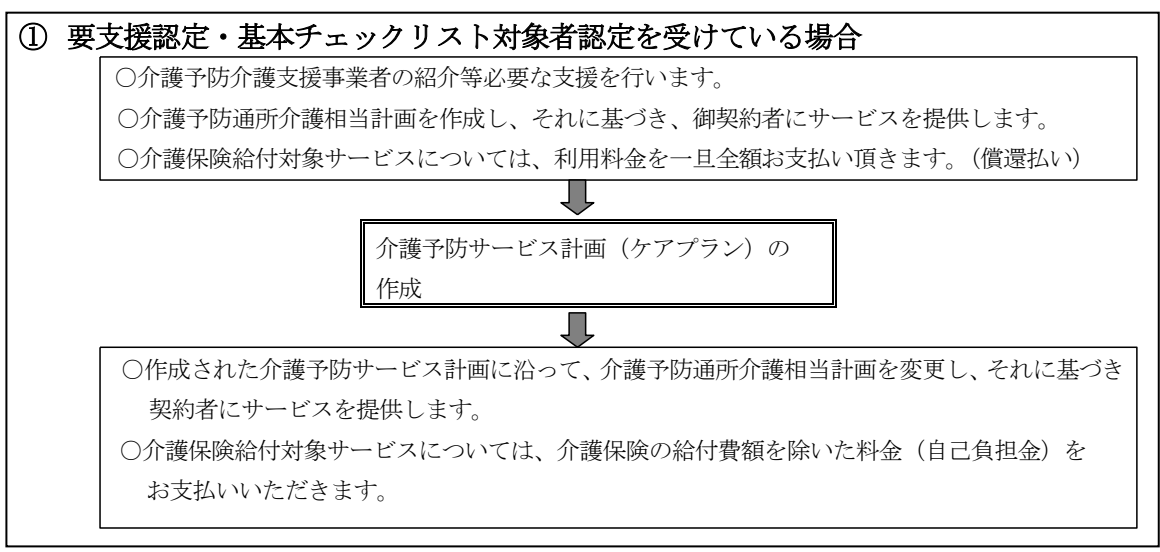 ① 要支援認定・基本チェックリスト対象者認定を受けている場合
○介護予防介護支援事業者の紹介等必要な支援を行います。
○介護予防通所介護相当計画を作成し、それに基づき、御契約者にサービスを提供します。
○介護保険給付対象サービスについては、利用料金を一旦全額お支払い頂きます。（償還払い）
介護予防サービス計画（ケアプラン）の
作成
○作成された介護予防サービス計画に沿って、介護予防通所介護相当計画を変更し、それに基づき
契約者にサービスを提供します。
○介護保険給付対象サービスについては、介護保険の給付費額を除いた料金（自己負担金）を
お支払いいただきます。